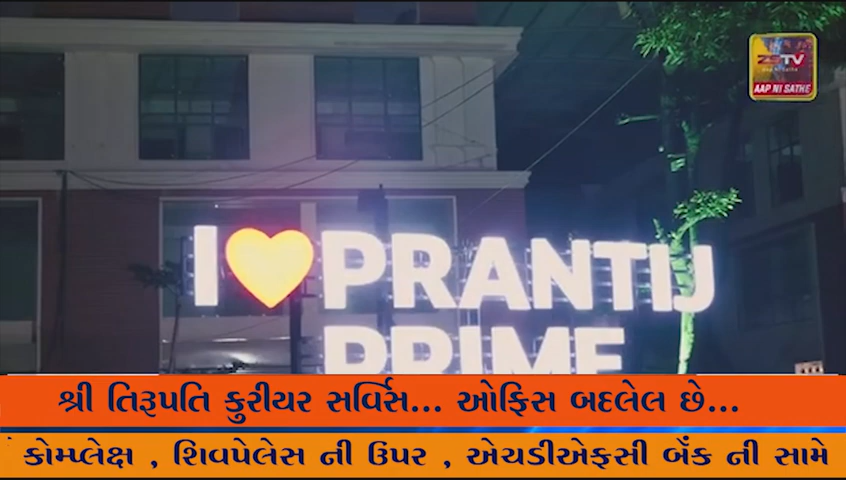 ZSTV
AAP NI SATHE
I ❤ PRANTIJ
PRIME
શ્રી તિરૂપતિ કુરીયર સર્વિસ... ઓફિસ બદલેલ છે...
કોમ્પ્લેક્ષ , શિવપેલેસ ની ઉપર , એચડીએફસી બેંક ની સામે